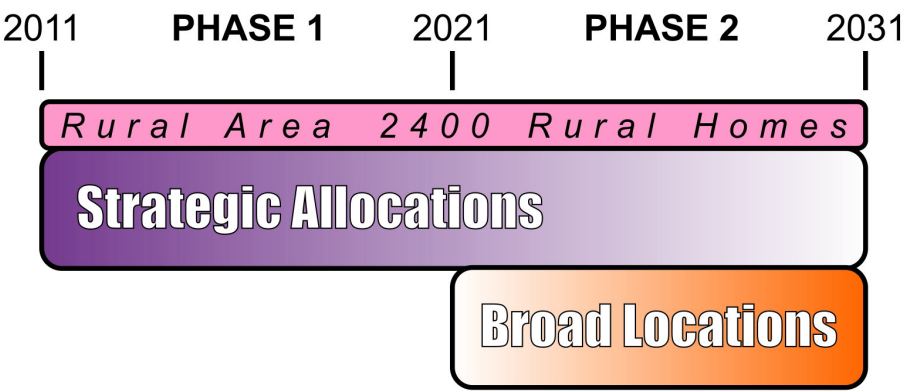 2011 PHASE 1 2021 PHASE 2 2031
Rural Area 2400 Rural Homes
Strategic Allocations
Broad Locations